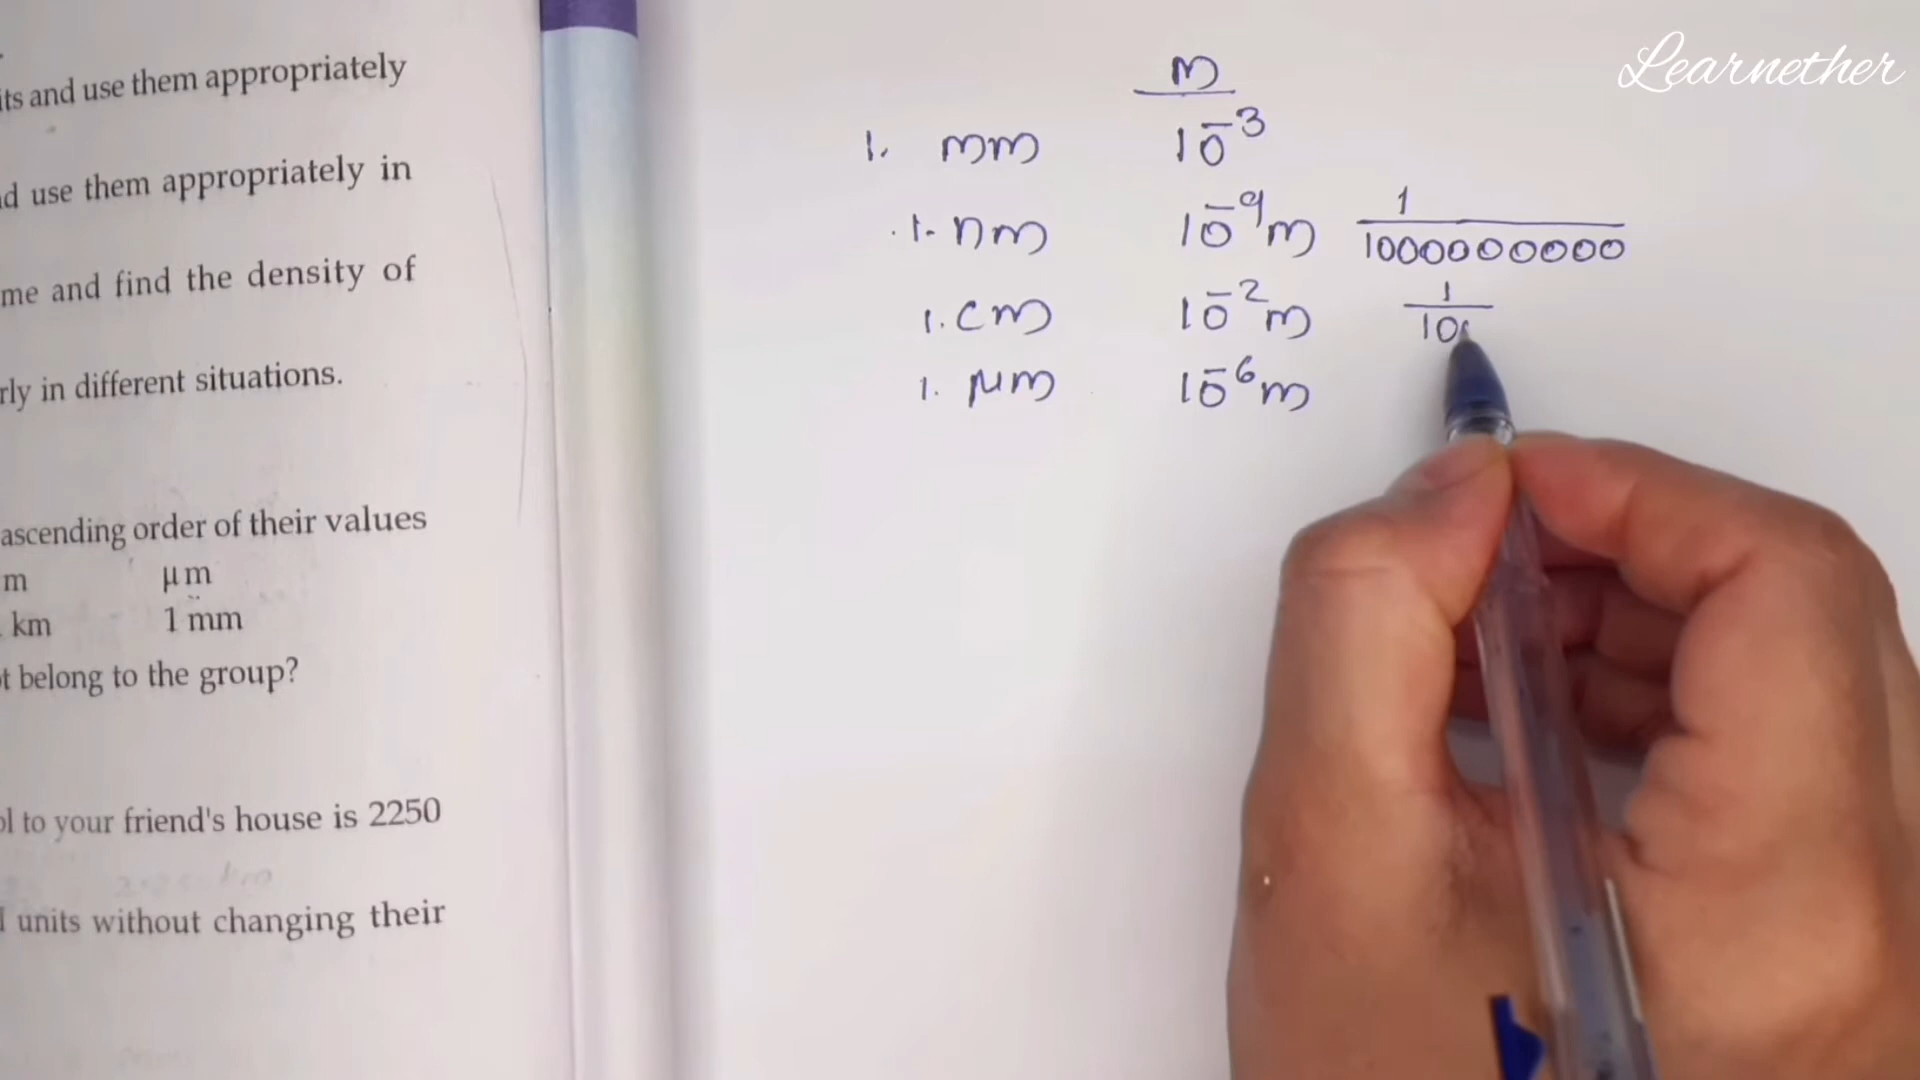 Learnether
its and use them appropriately
d use them appropriately in
me and find the density of
rly in different situations.
ascending order of their values
m μm
km 1 mm
t belong to the group?
ol to your friend's house is 2250
units without changing their
m
1. mm 10⁻³
1. nm 10⁻⁹m 1/1000000000
1. cm 10⁻²m 1/100
1. μm 10⁻⁶m